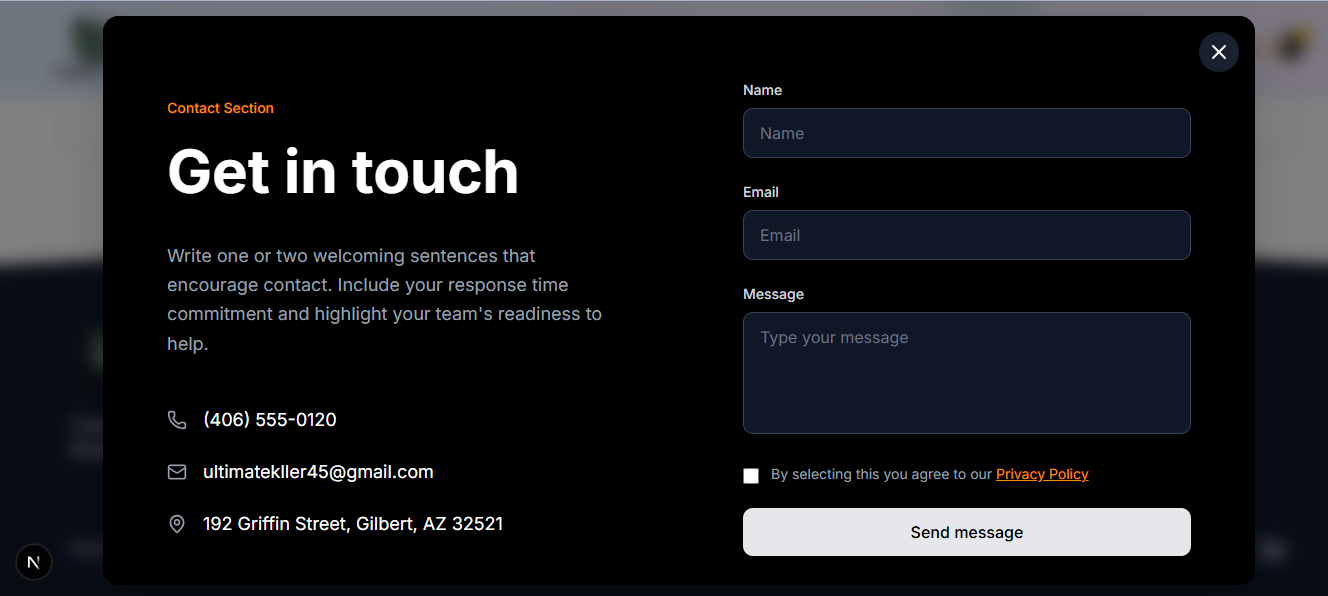 Contact Section
Get in touch
Write one or two welcoming sentences that
encourage contact. Include your response time
commitment and highlight your team's readiness to
help.
(406) 555-0120
ultimatekller45@gmail.com
192 Griffin Street, Gilbert, AZ 32521
Name
Name
Email
Email
Message
Type your message
By selecting this you agree to our Privacy Policy
Send message
N